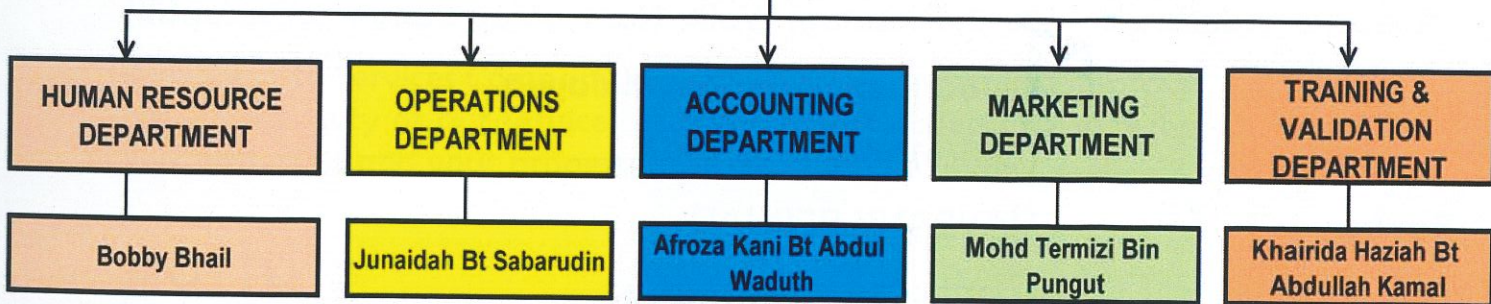 HUMAN RESOURCE
DEPARTMENT
OPERATIONS
DEPARTMENT
ACCOUNTING
DEPARTMENT
MARKETING
DEPARTMENT
TRAINING &
VALIDATION
DEPARTMENT
Bobby Bhail
Junaidah Bt Sabarudin
Afroza Kani Bt Abdul
Waduth
Mohd Termizi Bin
Pungut
Khairida Haziah Bt
Abdullah Kamal